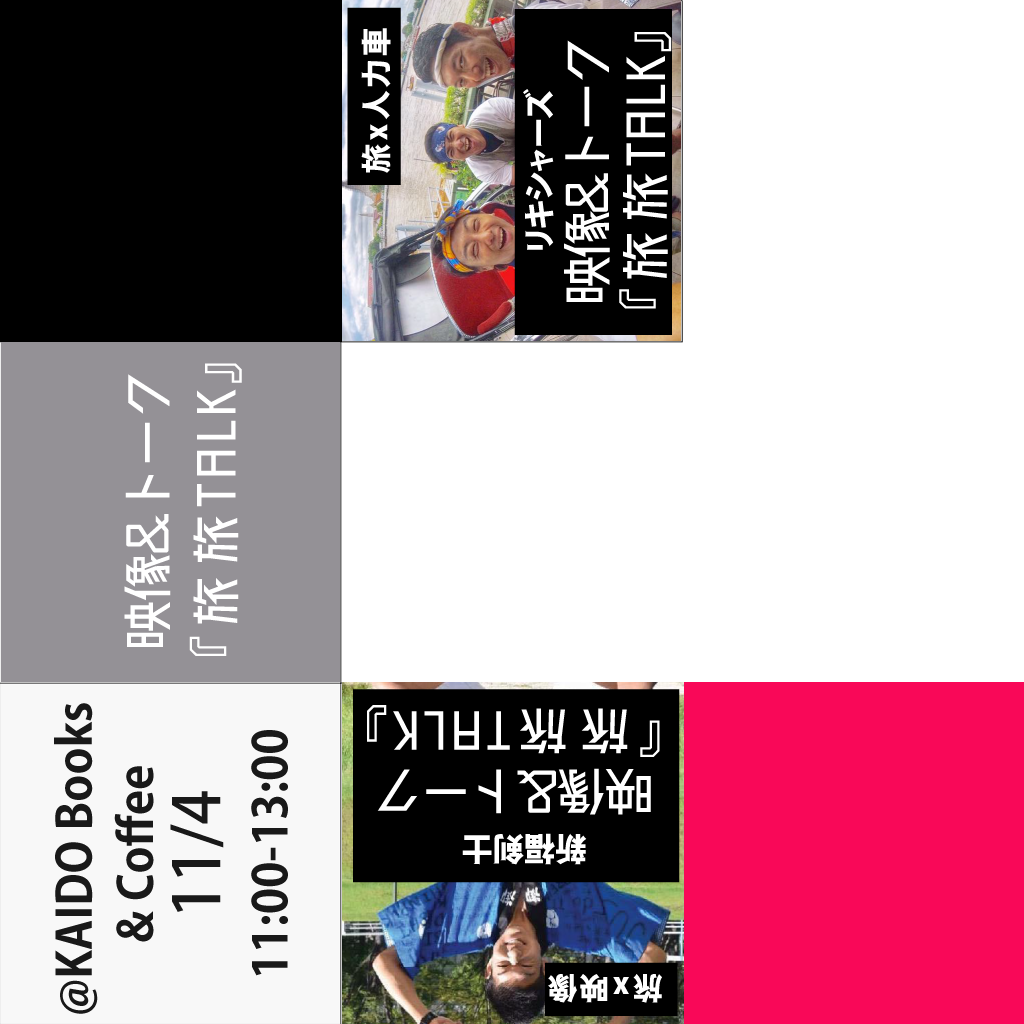 旅x人力車
リキシャーズ
映像&トーク
『旅 旅 TALK』
映像&トーク
『旅 旅 TALK』
@KAIDO Books
& Coffee
11/4
11:00-13:00
旅x映像
新福剣士
映像&トーク
『旅 旅 TALK』